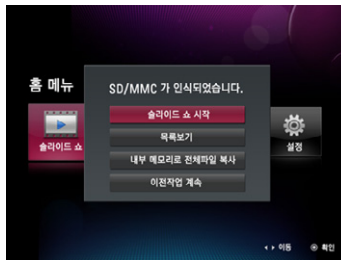 홈 메뉴
SD/MMC 가 인식되었습니다.
슬라이드 쇼 시작
목록보기
내부 메모리로 전체파일 복사
이전작업 계속
슬라이드 쇼
설정
이동
확인